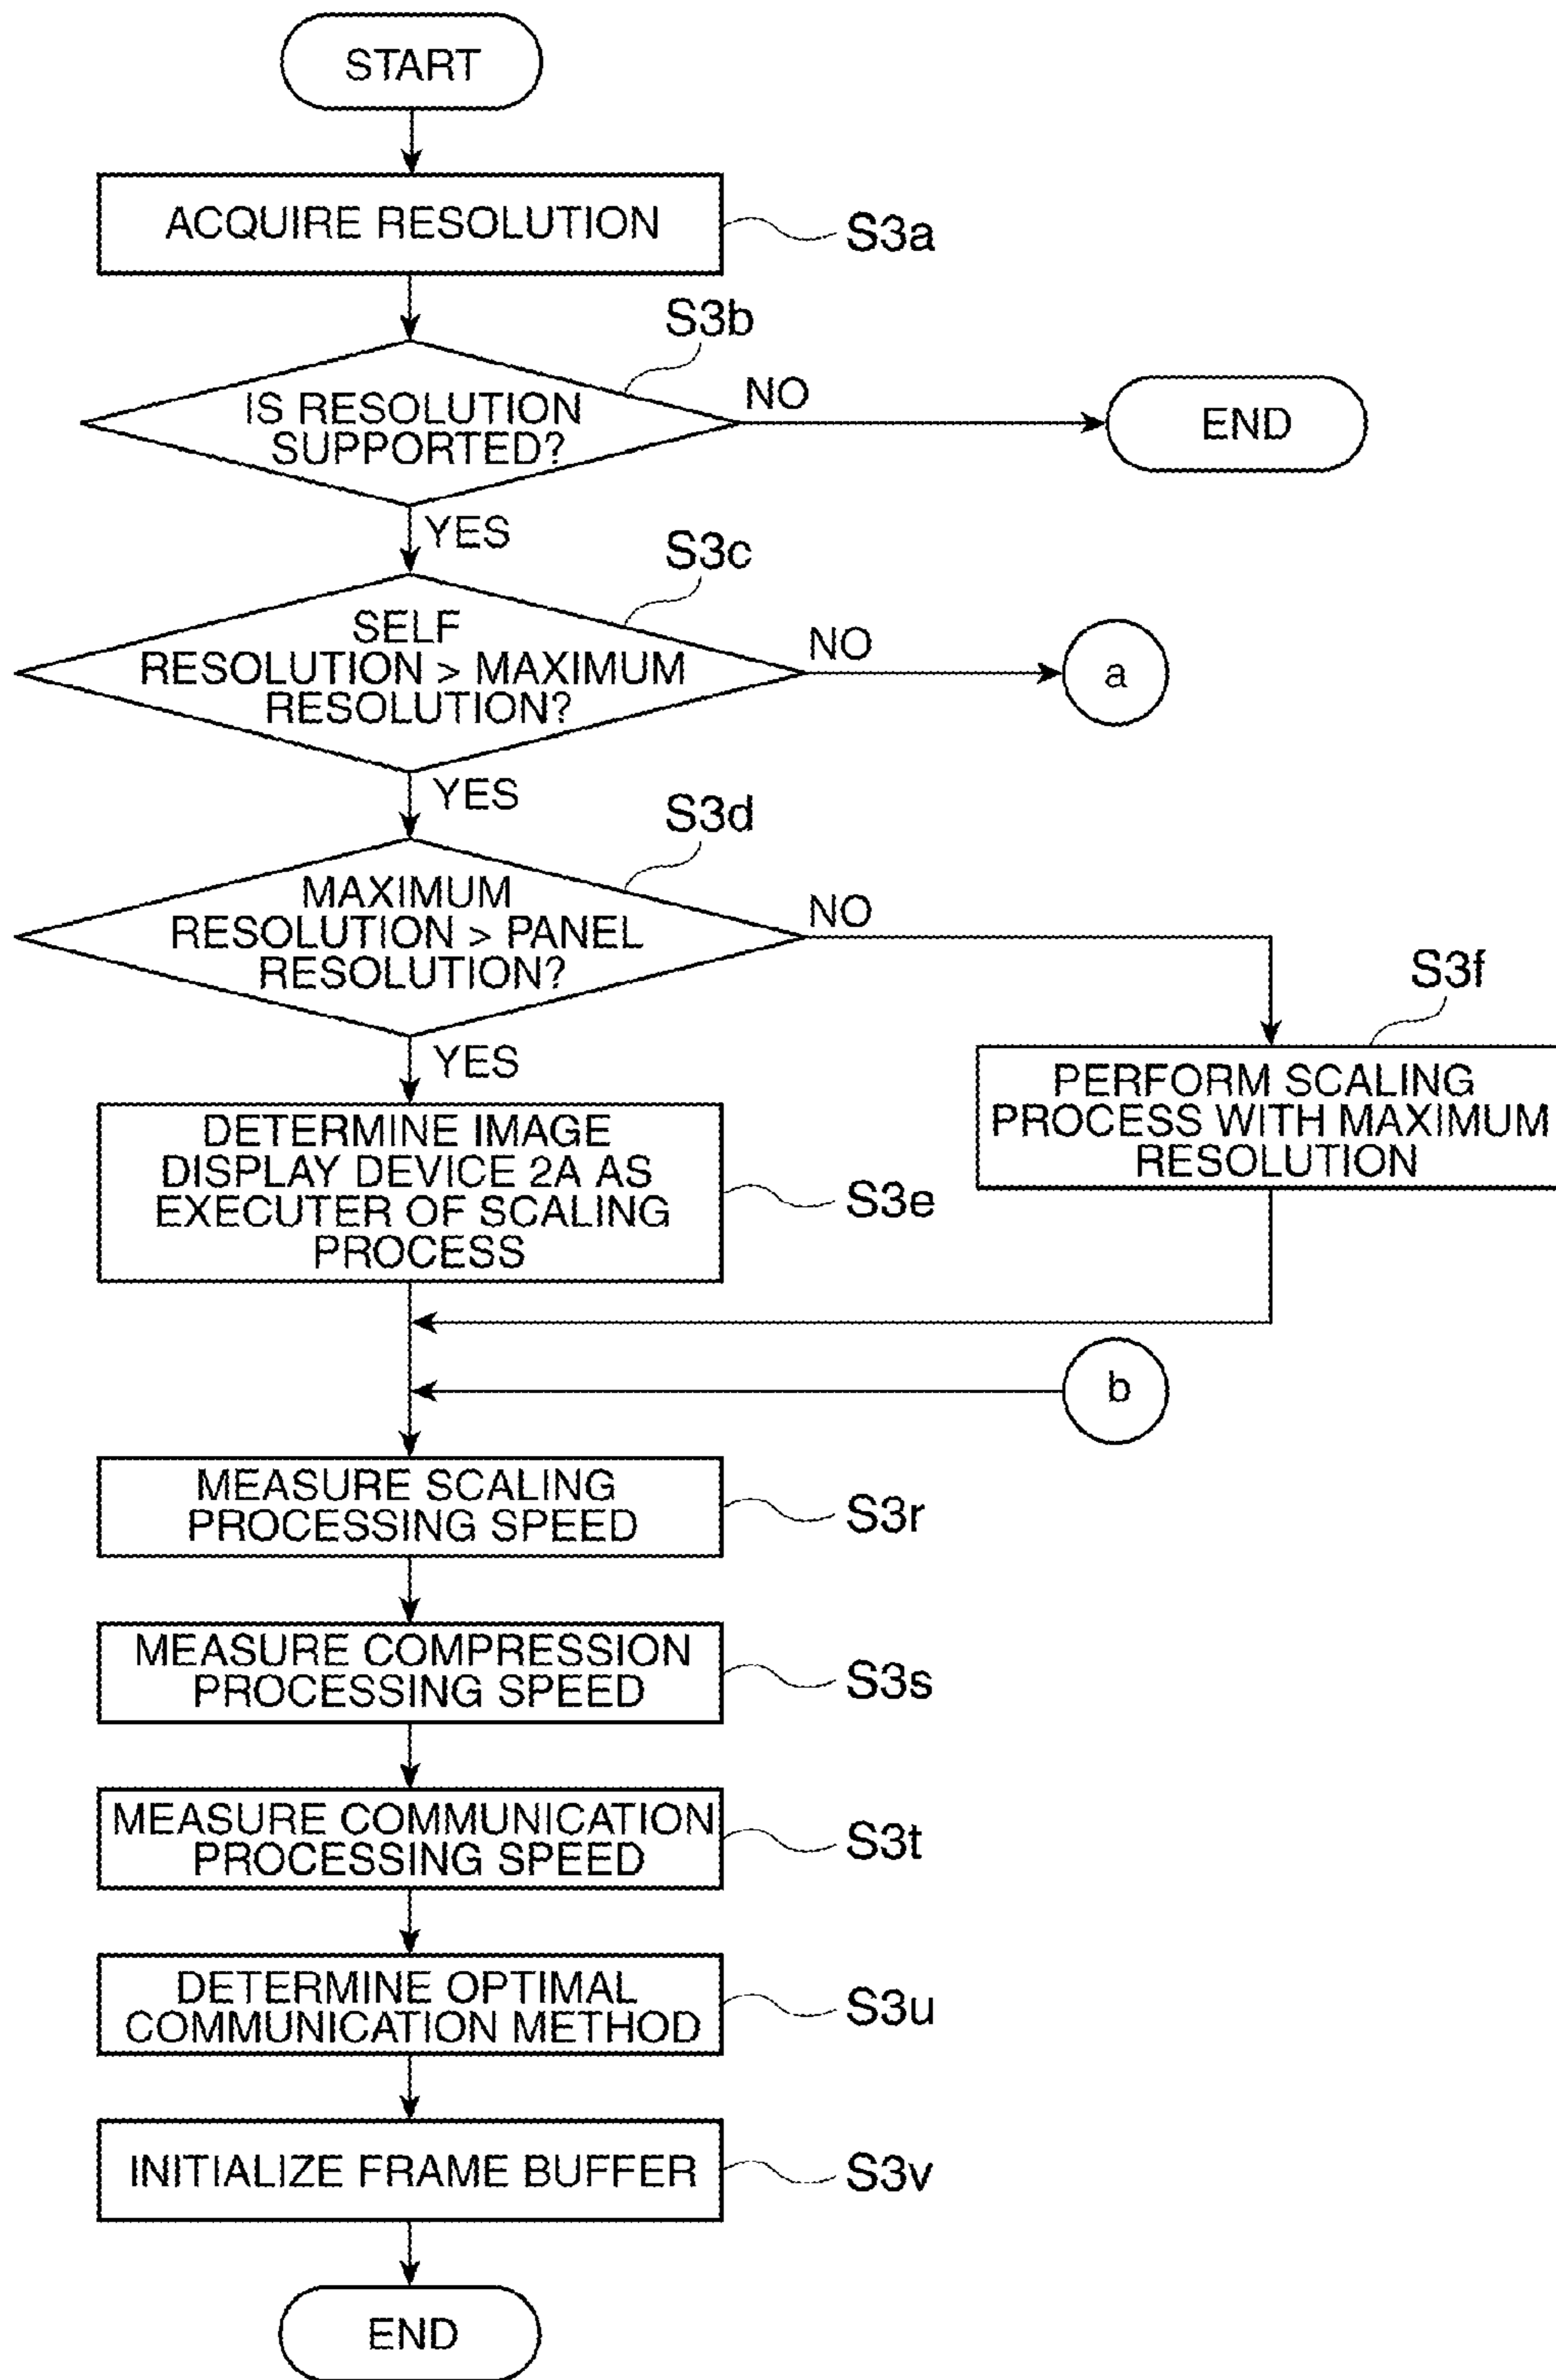 START
ACQUIRE RESOLUTION
S3a
S3b
IS RESOLUTION
SUPPORTED?
NO
END
YES
S3c
SELF
RESOLUTION > MAXIMUM
RESOLUTION?
NO
a
YES
S3d
MAXIMUM
RESOLUTION > PANEL
RESOLUTION?
NO
S3f
PERFORM SCALING
PROCESS WITH MAXIMUM
RESOLUTION
YES
DETERMINE IMAGE
DISPLAY DEVICE 2A AS
EXECUTER OF SCALING
PROCESS
S3e
b
MEASURE SCALING
PROCESSING SPEED
S3r
MEASURE COMPRESSION
PROCESSING SPEED
S3s
MEASURE COMMUNICATION
PROCESSING SPEED
S3t
DETERMINE OPTIMAL
COMMUNICATION METHOD
S3u
INITIALIZE FRAME BUFFER
S3v
END